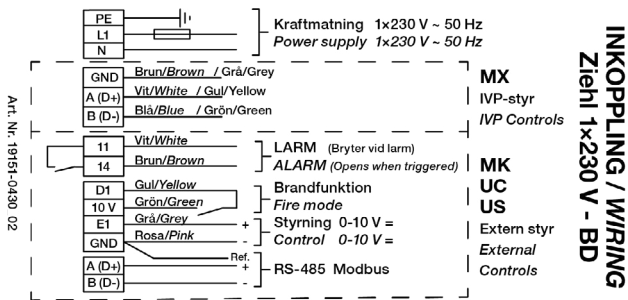 PE
L1
N
Kraftmatning 1×230 V ~ 50 Hz
Power supply 1×230 V ~ 50 Hz
GND Brun/Brown / Grå/Grey
A (D+) Vit/White / Gul/Yellow
B (D-) Blå/Blue / Grön/Green
MX
IVP-styr
IVP Controls
11 Vit/White
14 Brun/Brown
LARM (Bryter vid larm)
ALARM (Opens when triggered)
D1 Gul/Yellow
10 V Grön/Green
Brandfunktion
Fire mode
E1 Grå/Grey +
GND Rosa/Pink -
Styrning 0-10 V =
Control 0-10 V =
Ref.
A (D+) +
B (D-) -
RS-485 Modbus
MK
UC
US
Extern styr
External
Controls
INKOPPLING / WIRING
Ziehl 1×230 V - BD
Art. Nr. 19151-0430_02